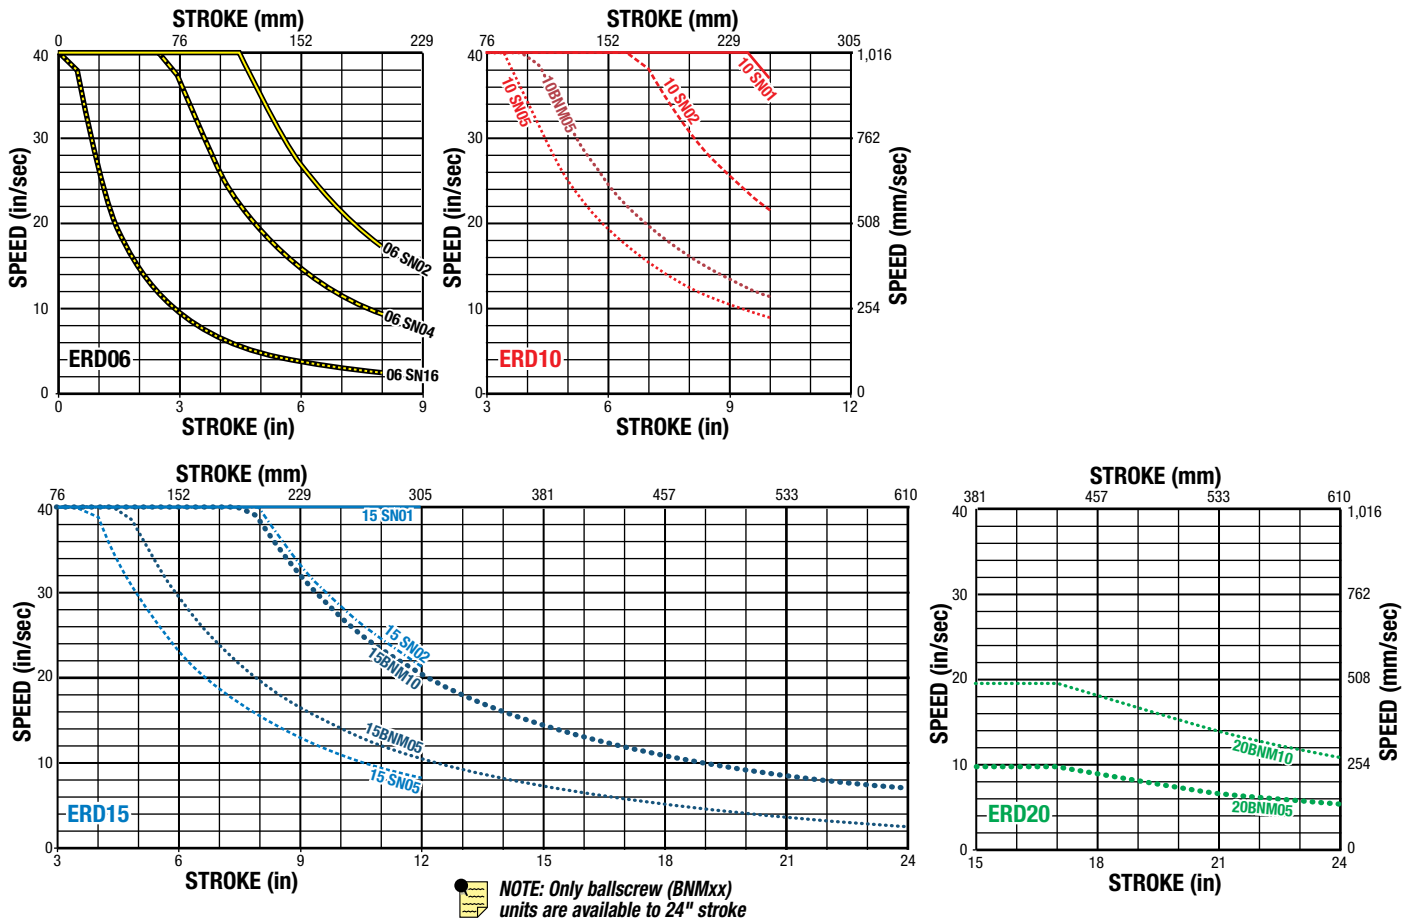 STROKE (mm)
0 76 152 229
40
30
20
10
0
SPEED (in/sec)
06 SN02
06 SN04
06 SN16
ERD06
0 3 6 9
STROKE (in)
STROKE (mm)
76 152 229 305
40
30
20
10
0
10 SN05
10BNM05
10 SN02
10 SN01
ERD10
1,016
762
508
254
0
SPEED (mm/sec)
3 6 9 12
STROKE (in)
STROKE (mm)
76 152 229 305 381 457 533 610
40
30
20
10
0
SPEED (in/sec)
15 SN01
15 SN02
15BNM10
15BNM05
15 SN05
ERD15
3 6 9 12 15 18 21 24
STROKE (in)
NOTE: Only ballscrew (BNMxx)
units are available to 24" stroke
STROKE (mm)
381 457 533 610
40
30
20
10
0
SPEED (in/sec)
20BNM10
20BNM05
ERD20
1,016
762
508
254
0
SPEED (mm/sec)
15 18 21 24
STROKE (in)